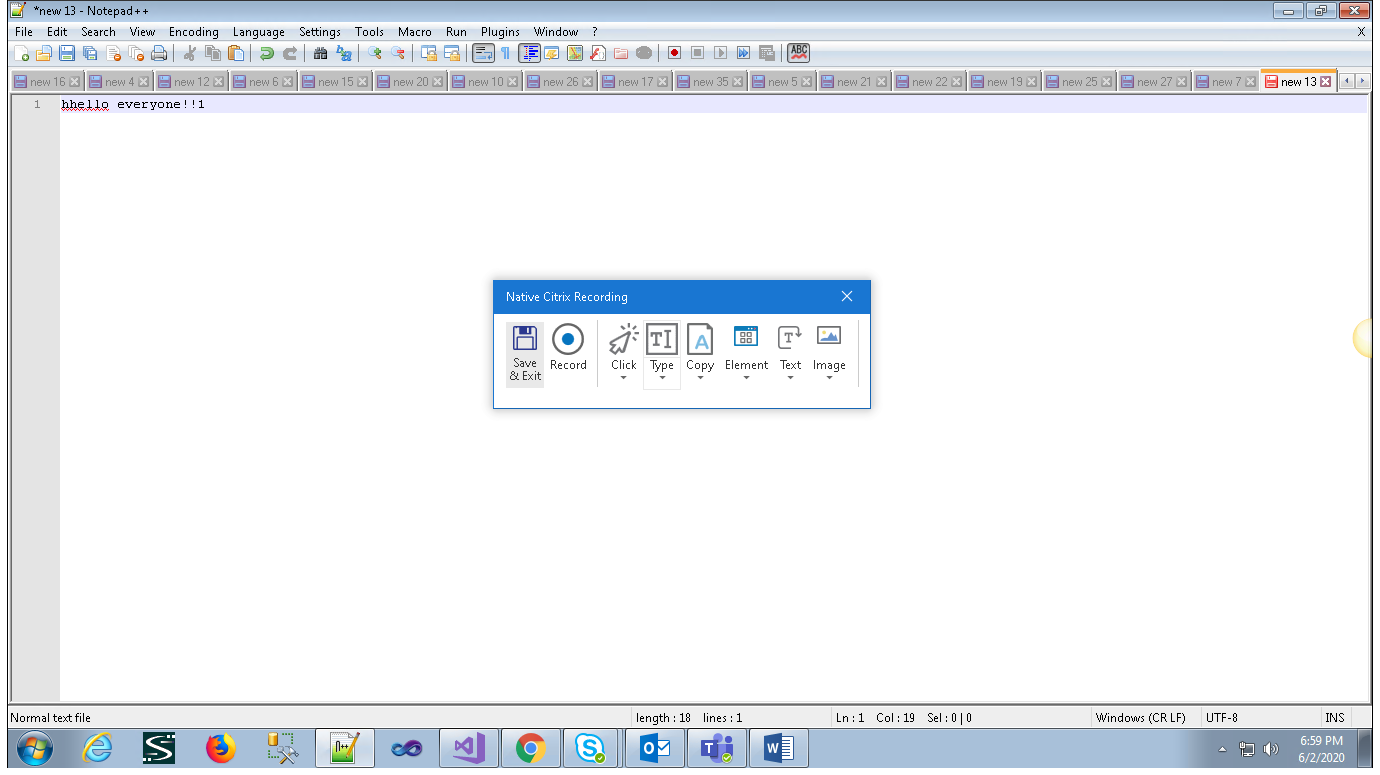 *new 13 - Notepad++
File Edit Search View Encoding Language Settings Tools Macro Run Plugins Window ? X
ABC
new 16 new 4 new 12 new 6 new 15 new 20 new 10 new 26 new 17 new 35 new 5 new 21 new 22 new 19 new 25 new 27 new 7 new 13
1 hhello everyone!!1
Native Citrix Recording
Save & Exit Record Click Type Copy Element Text Image
Normal text file length : 18 lines : 1 Ln : 1 Col : 19 Sel : 0 | 0 Windows (CR LF) UTF-8 INS
6:59 PM
6/2/2020